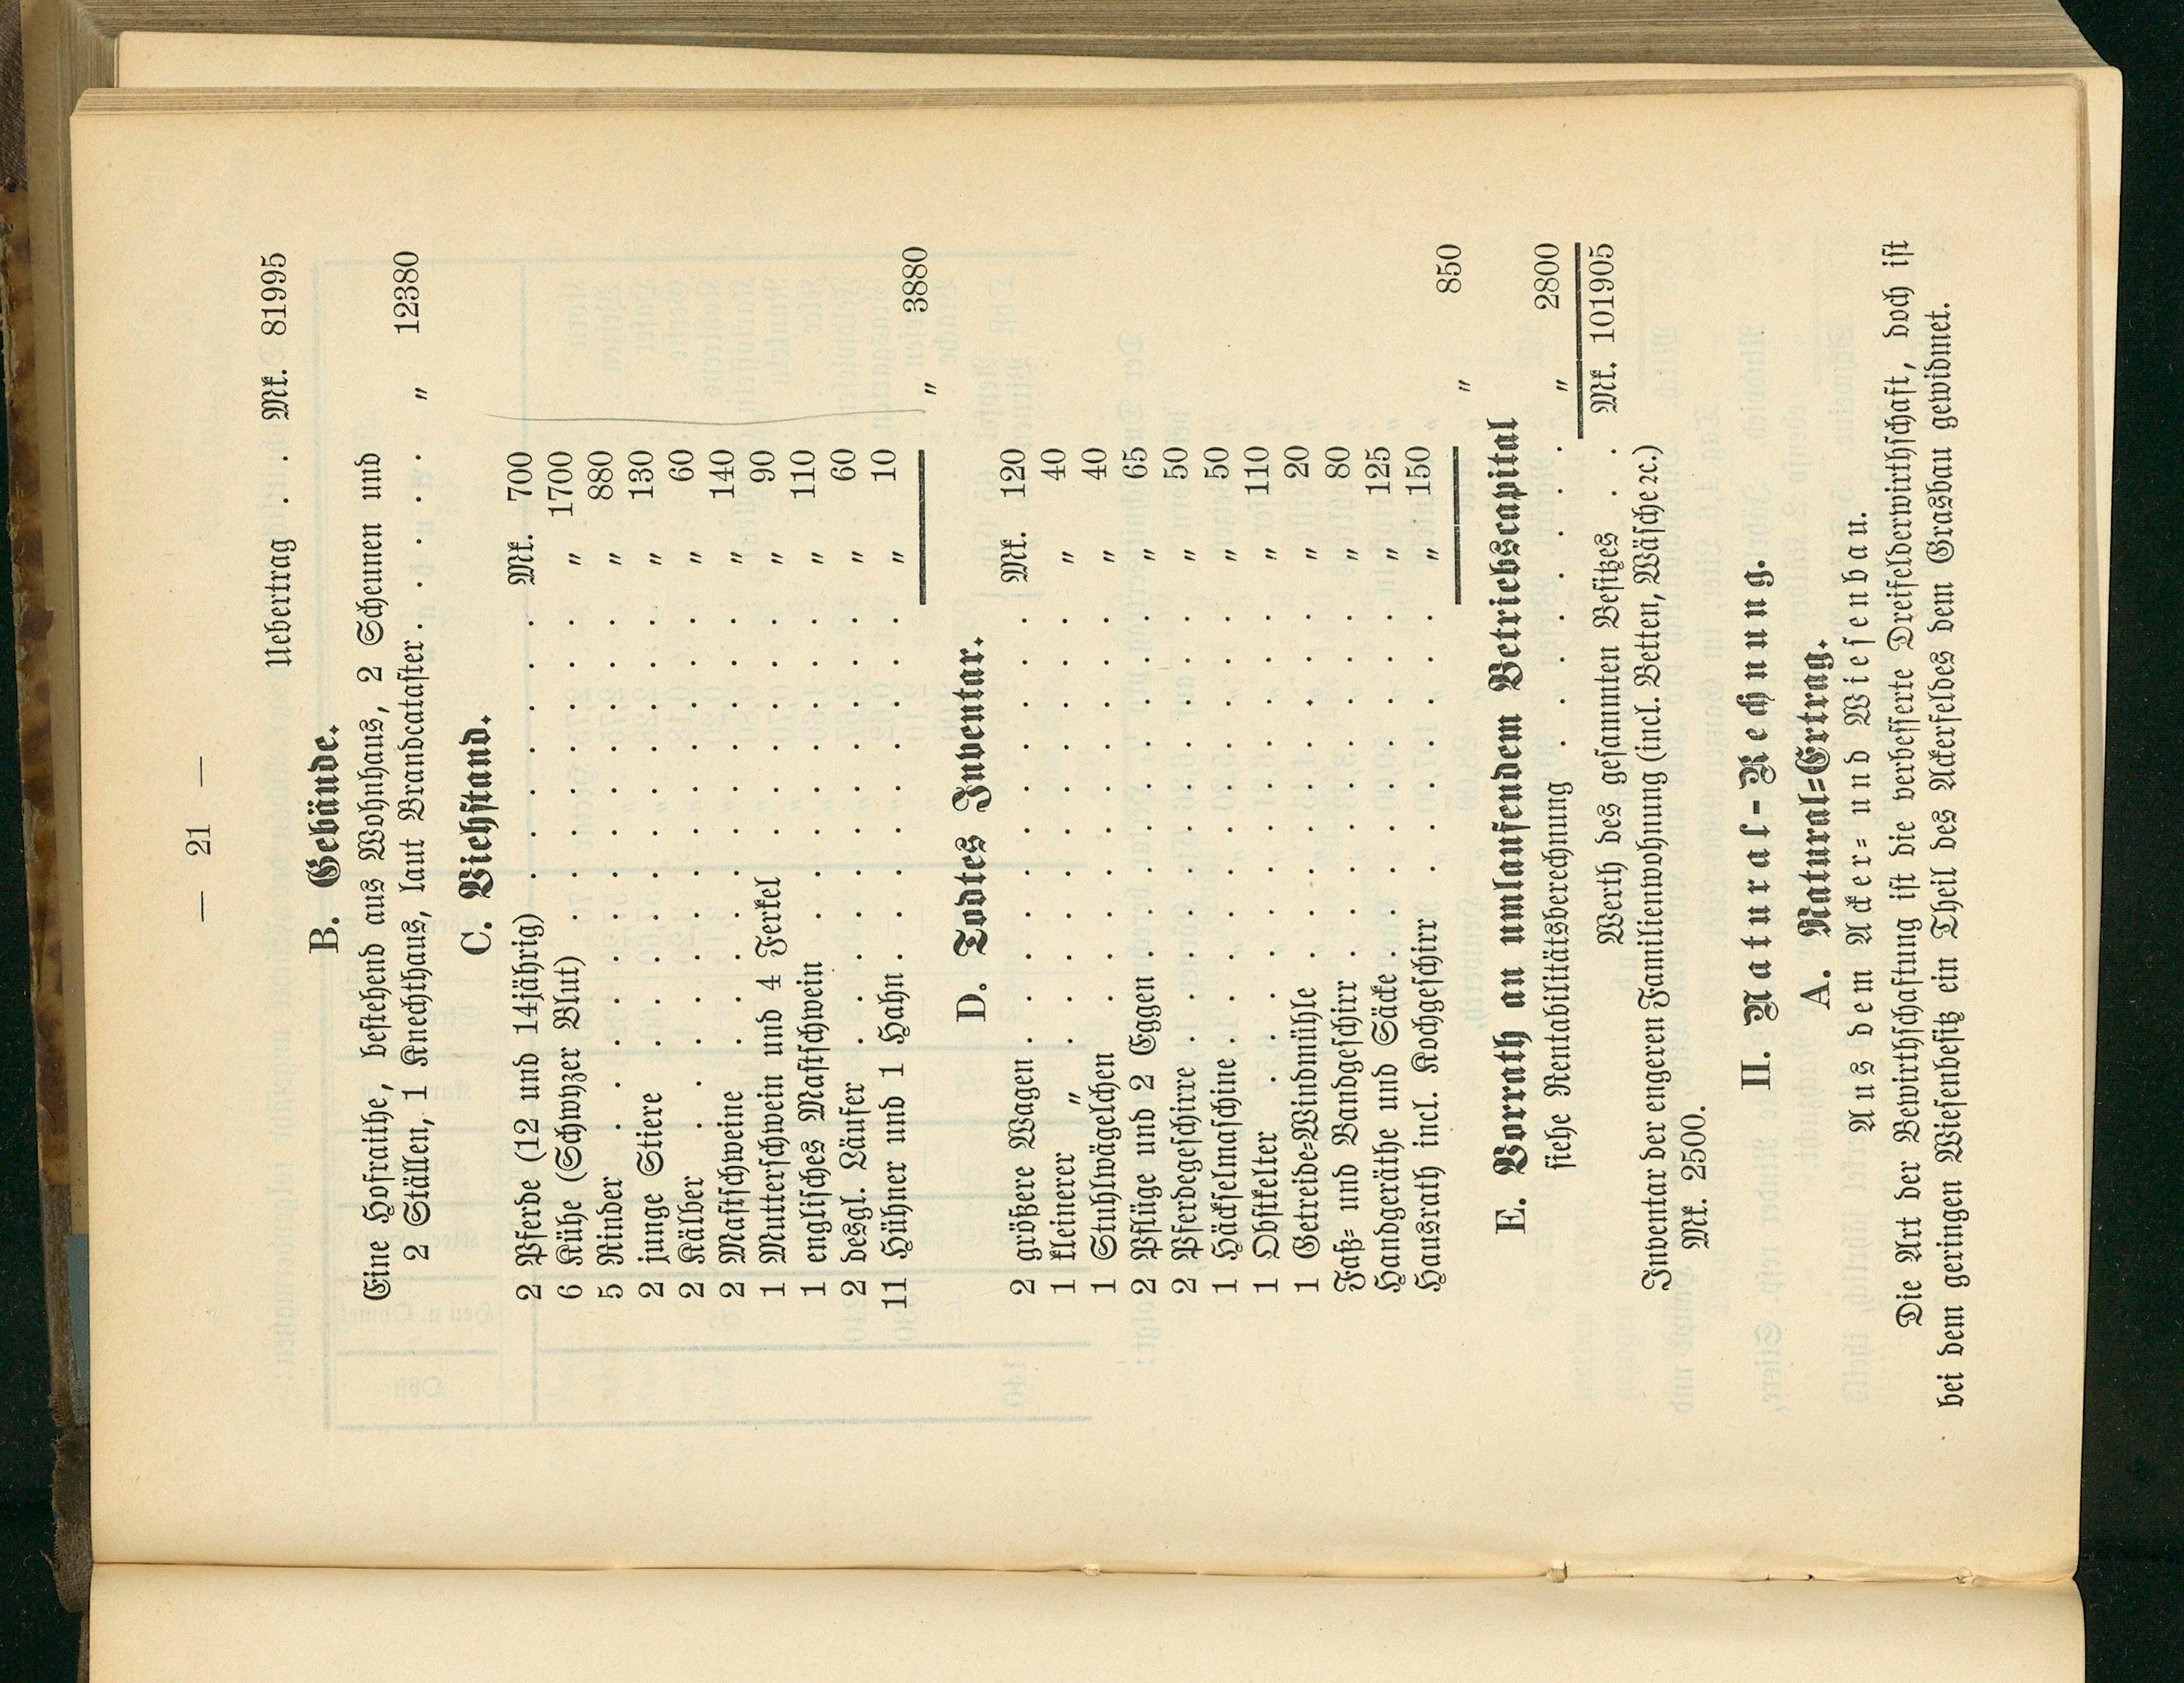 — 21 —
Uebertrag . . Mk. 81995
B. Gebäude.
Eine Hofraithe, bestehend aus Wohnhaus, 2 Scheunen und
2 Ställen, 1 Knechthaus, laut Brandcataster . . . . . „ 12380
C. Viehstand.
2 Pferde (12 und 14jährig) . . . . . . . Mk. 700
6 Kühe (Schwyzer Blut) . . . . . . . . „ 1700
5 Rinder . . . . . . . . . . . . . „ 880
2 junge Stiere . . . . . . . . . . . „ 130
2 Kälber . . . . . . . . . . . . . „ 60
2 Mastschweine . . . . . . . . . . . „ 140
1 Mutterschwein und 4 Ferkel . . . . . . . „ 90
1 englisches Mastschwein . . . . . . . . „ 110
2 desgl. Läufer . . . . . . . . . . . „ 60
11 Hühner und 1 Hahn . . . . . . . . . „ 10
„ 3880
D. Todtes Inventar.
2 größere Wagen . . . . . . . . . . . Mk. 120
1 kleinerer „ . . . . . . . . . . . „ 40
1 Stuhlwägelchen . . . . . . . . . . „ 40
2 Pflüge und 2 Eggen . . . . . . . . . „ 65
2 Pferdegeschirre . . . . . . . . . . . „ 50
1 Häckselmaschine . . . . . . . . . . . „ 50
1 Obstkelter . . . . . . . . . . . . „ 110
1 Getreide-Windmühle . . . . . . . . . „ 20
Faß- und Bandgeschirr . . . . . . . . . „ 80
Handgeräthe und Säcke . . . . . . . . . „ 125
Hausrath incl. Kochgeschirr . . . . . . . „ 150
„ 850
E. Vorrath an umlaufendem Betriebscapital
siehe Rentabilitätsberechnung . . . . . . . „ 2800
Werth des gesammten Besitzes . . . Mk. 101905
Inventar der engeren Familienwohnung (incl. Betten, Wäsche ꝛc.)
Mk. 2500.
II. Natural-Rechnung.
A. Natural-Ertrag.
Aus dem Acker- und Wiesenbau.
Die Art der Bewirthschaftung ist die verbesserte Dreifelderwirthschaft, doch ist
bei dem geringen Wiesenbesitz ein Theil des Ackerfeldes dem Grasbau gewidmet.